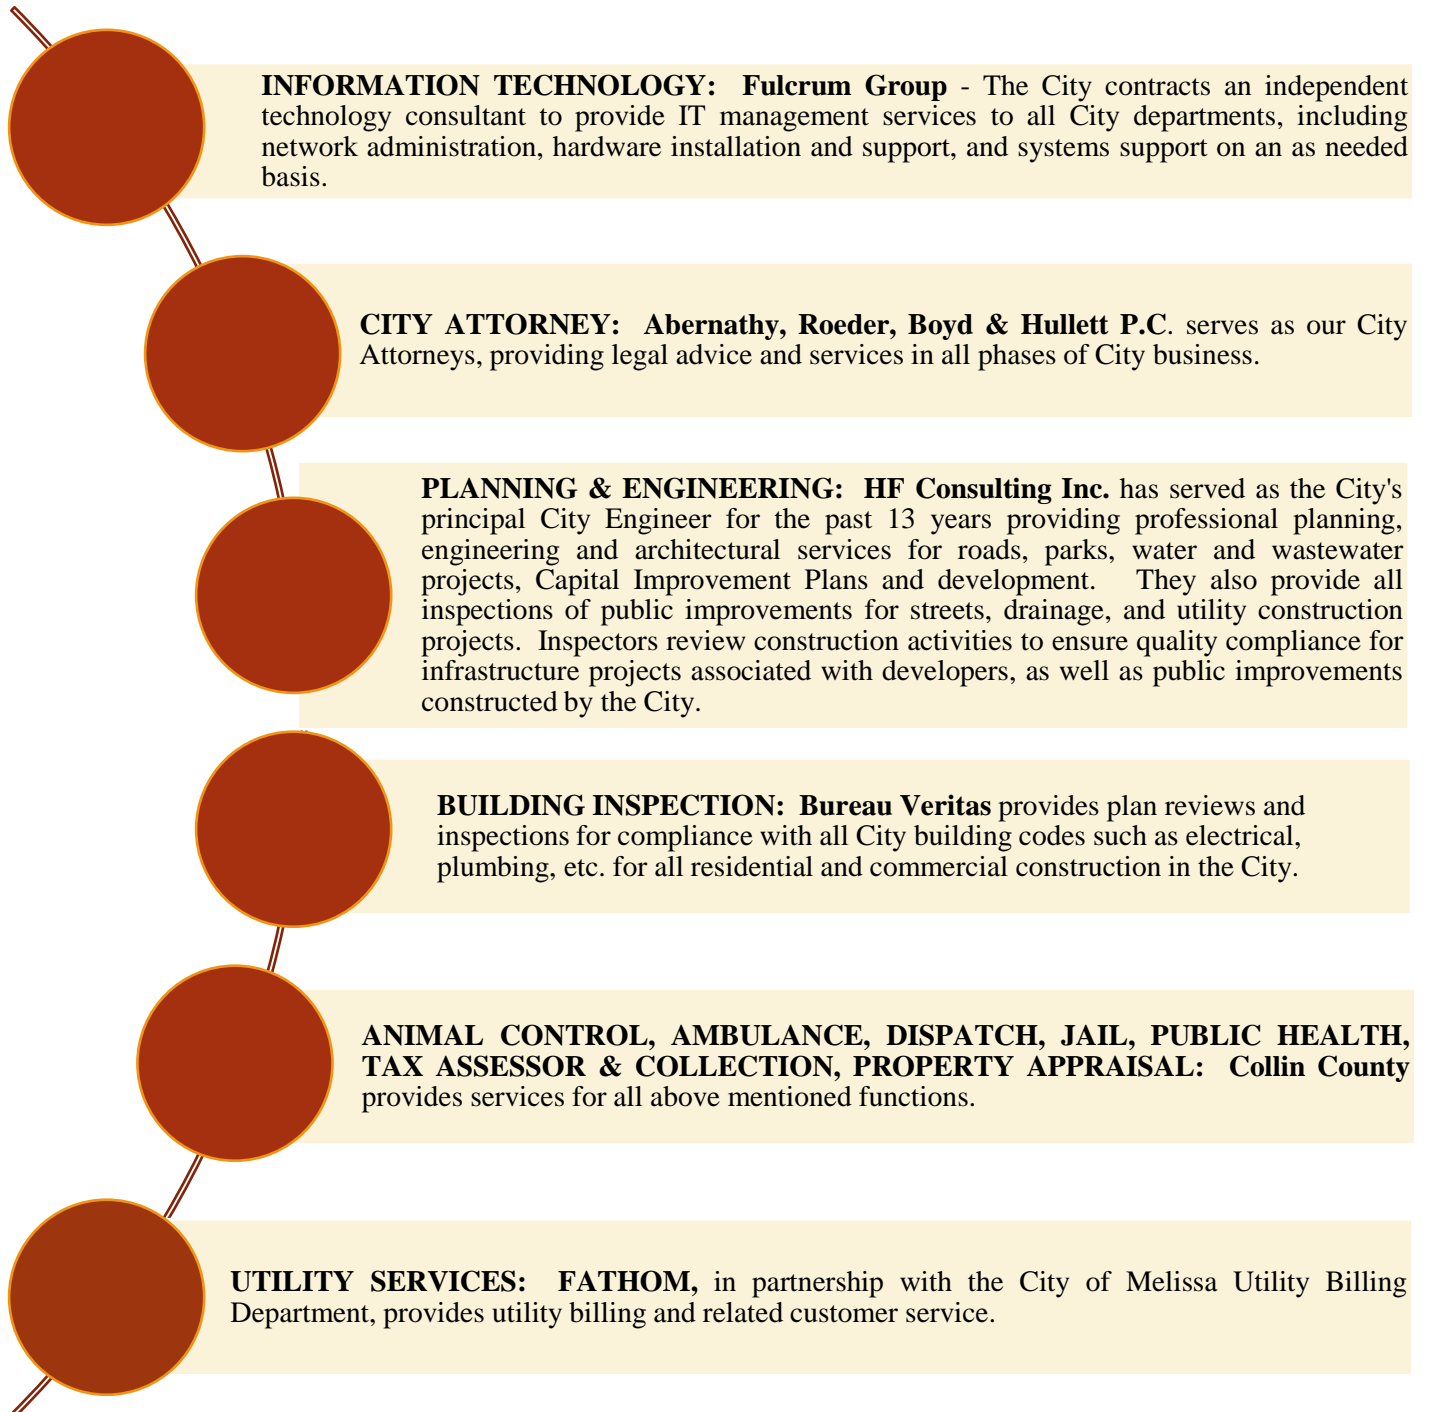 INFORMATION TECHNOLOGY: Fulcrum Group - The City contracts an independent
technology consultant to provide IT management services to all City departments, including
network administration, hardware installation and support, and systems support on an as needed
basis.
CITY ATTORNEY: Abernathy, Roeder, Boyd & Hullett P.C. serves as our City
Attorneys, providing legal advice and services in all phases of City business.
PLANNING & ENGINEERING: HF Consulting Inc. has served as the City's
principal City Engineer for the past 13 years providing professional planning,
engineering and architectural services for roads, parks, water and wastewater
projects, Capital Improvement Plans and development. They also provide all
inspections of public improvements for streets, drainage, and utility construction
projects. Inspectors review construction activities to ensure quality compliance for
infrastructure projects associated with developers, as well as public improvements
constructed by the City.
BUILDING INSPECTION: Bureau Veritas provides plan reviews and
inspections for compliance with all City building codes such as electrical,
plumbing, etc. for all residential and commercial construction in the City.
ANIMAL CONTROL, AMBULANCE, DISPATCH, JAIL, PUBLIC HEALTH,
TAX ASSESSOR & COLLECTION, PROPERTY APPRAISAL: Collin County
provides services for all above mentioned functions.
UTILITY SERVICES: FATHOM, in partnership with the City of Melissa Utility Billing
Department, provides utility billing and related customer service.